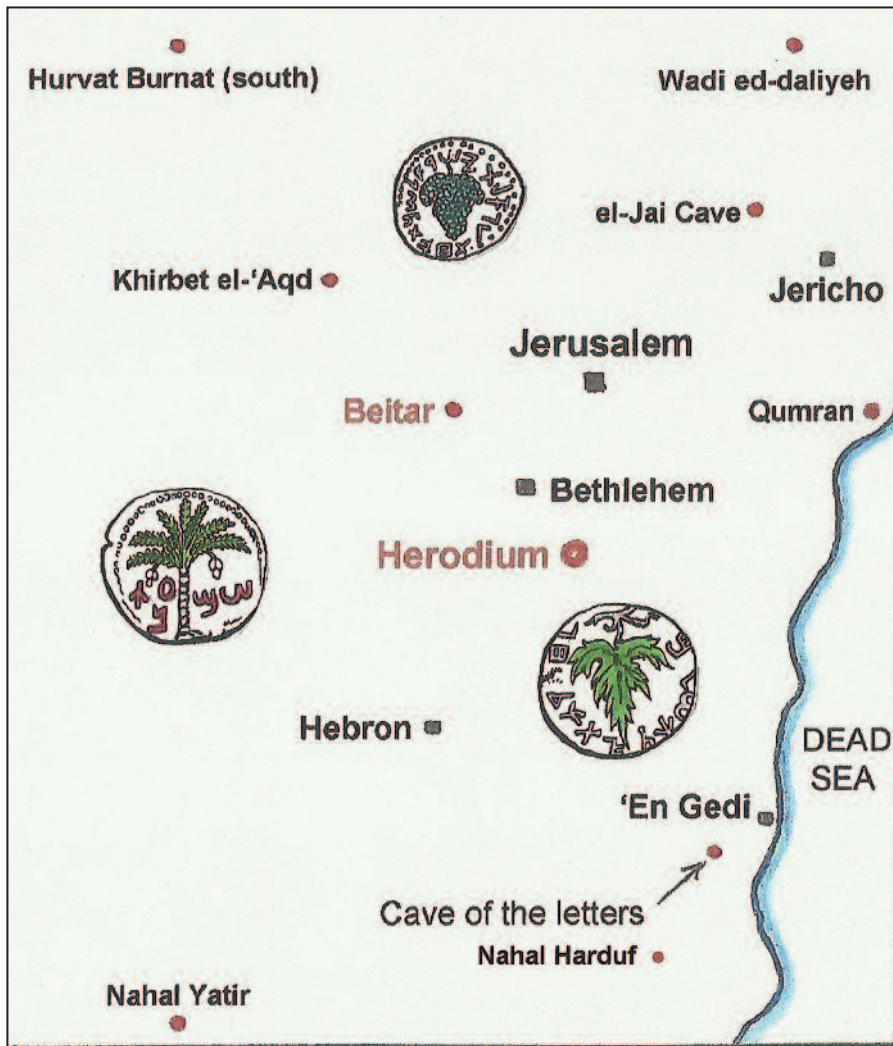 Hurvat Burnat (south)
Wadi ed-daliyeh
el-Jai Cave
Khirbet el-‘Aqd
Jericho
Jerusalem
Beitar
Qumran
Bethlehem
Herodium
Hebron
DEAD
SEA
‘En Gedi
Cave of the letters
Nahal Harduf
Nahal Yatir